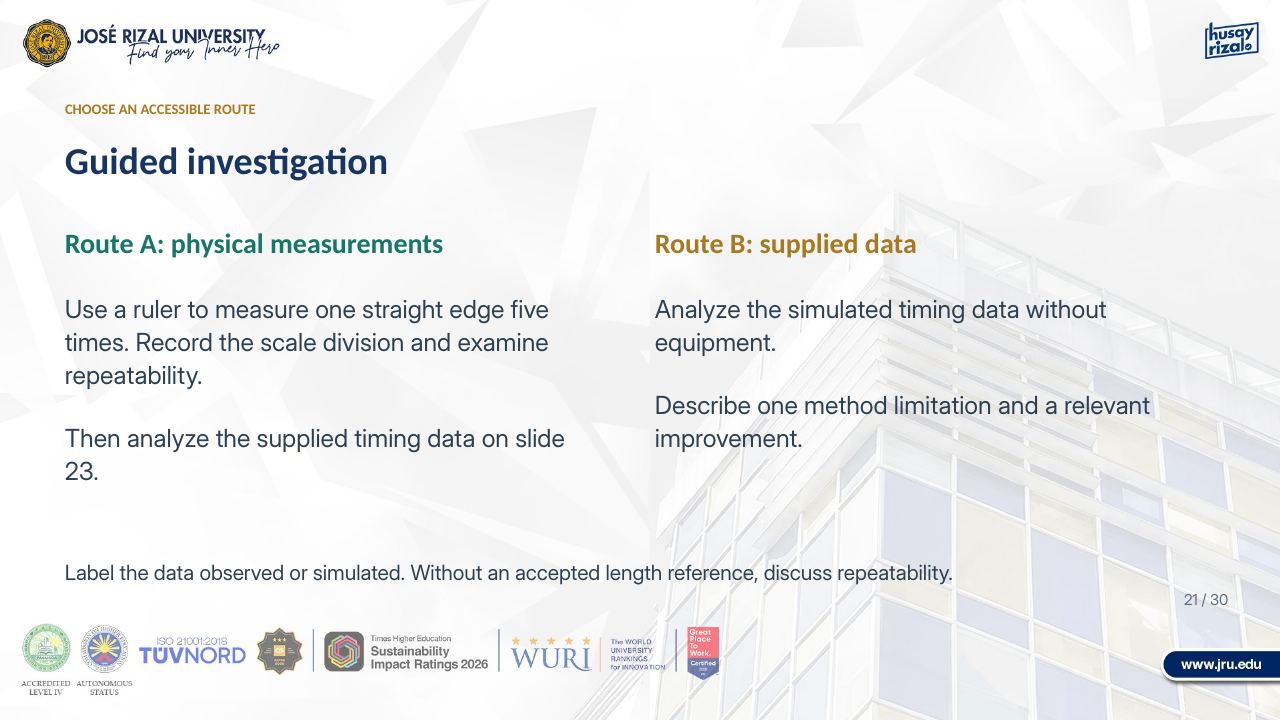 JOSÉ RIZAL UNIVERSITY
Find your Inner Hero
husay
rizal
CHOOSE AN ACCESSIBLE ROUTE
Guided investigation
Route A: physical measurements
Use a ruler to measure one straight edge five
times. Record the scale division and examine
repeatability.
Then analyze the supplied timing data on slide
23.
Route B: supplied data
Analyze the simulated timing data without
equipment.
Describe one method limitation and a relevant
improvement.
Label the data observed or simulated. Without an accepted length reference, discuss repeatability.
21 / 30
ACCREDITED
LEVEL IV
AUTONOMOUS
STATUS
ISO 21001:2018
TÜVNORD
Times Higher Education
Sustainability
Impact Ratings 2026
WURI
The WORLD
UNIVERSITY
RANKINGS
for INNOVATION
Great
Place
To
Work.
Certified
www.jru.edu